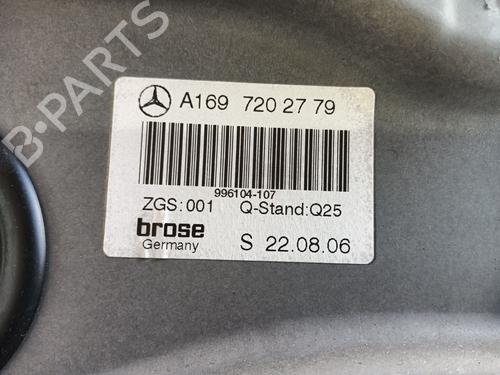 A169 720 27 79
996104-107
ZGS:001 Q-Stand:Q25
brose
Germany S 22.08.06
B-PARTS